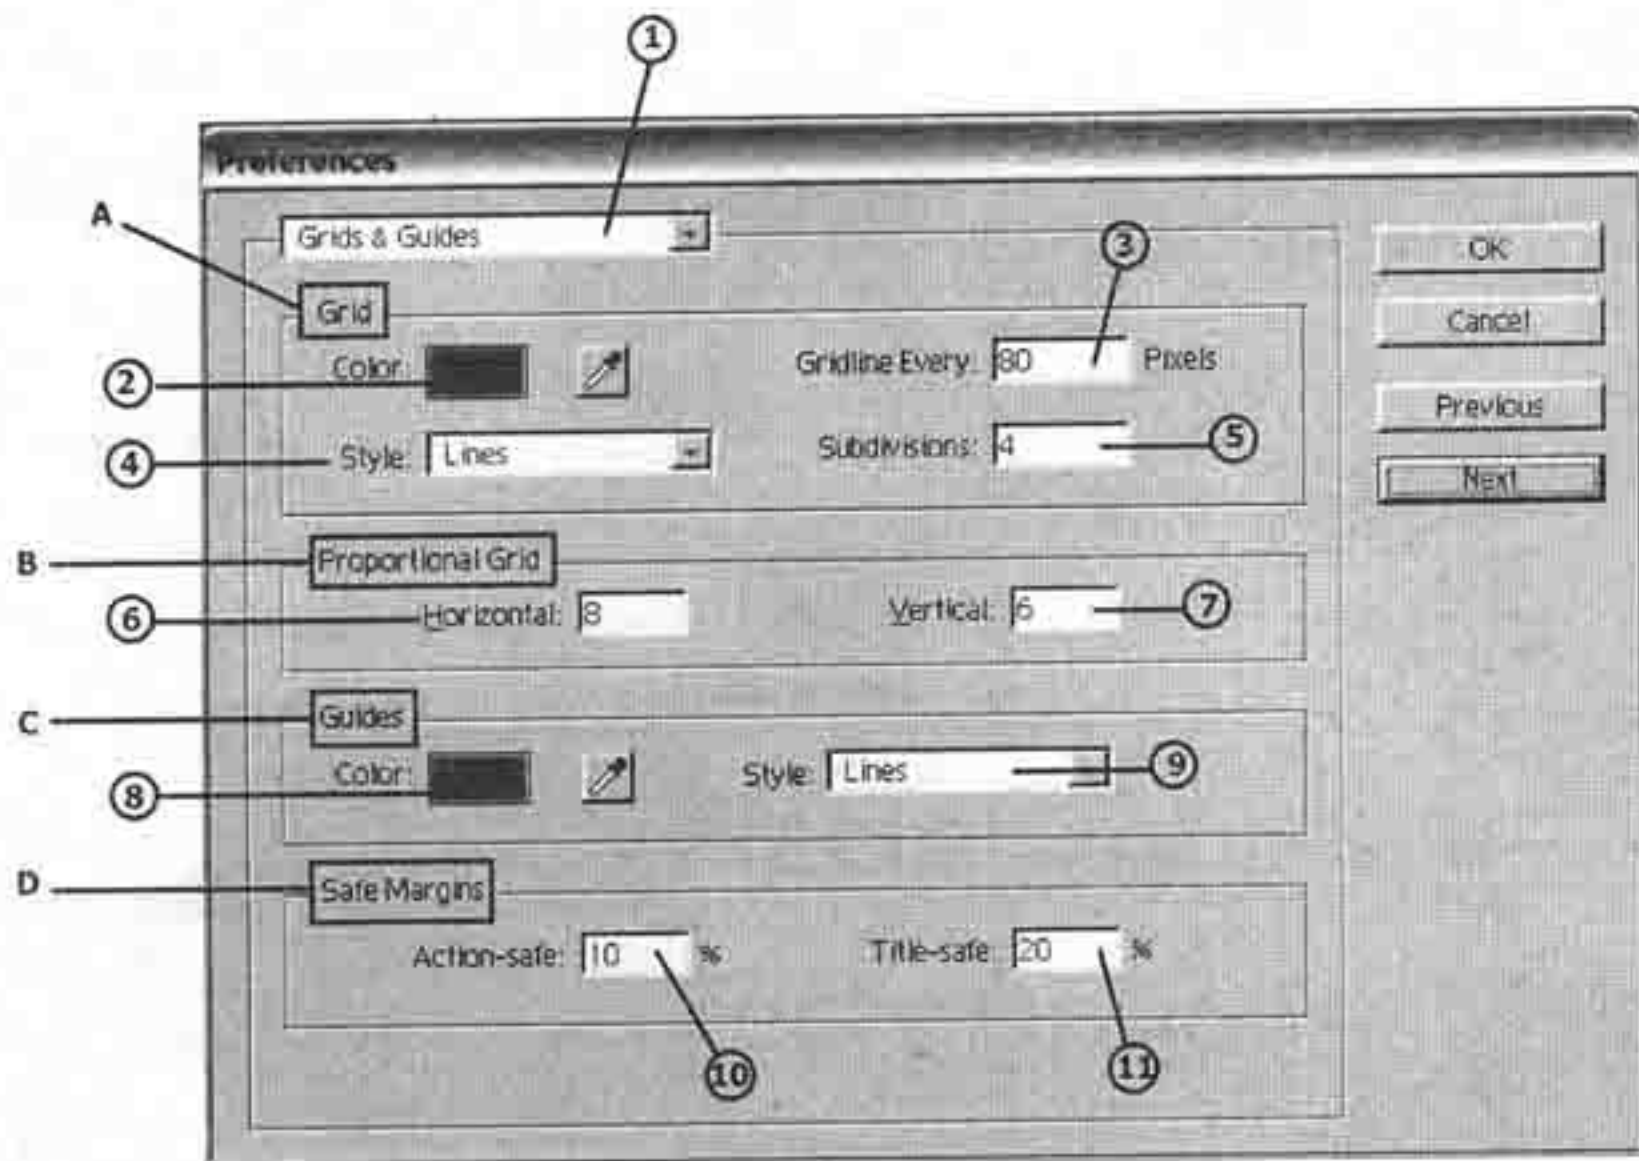 1
Preferences
A
Grids & Guides
3
OK
Grid
Cancel
2
Color:
Gridline Every: 80 Pixels
Previous
4
Style: Lines
Subdivisions: 4
5
Next
B
Proportional Grid
6
Horizontal: 8
Vertical: 6
7
C
Guides
8
Color:
Style: Lines
9
D
Safe Margins
Action-safe: 10 %
Title-safe: 20 %
10
11